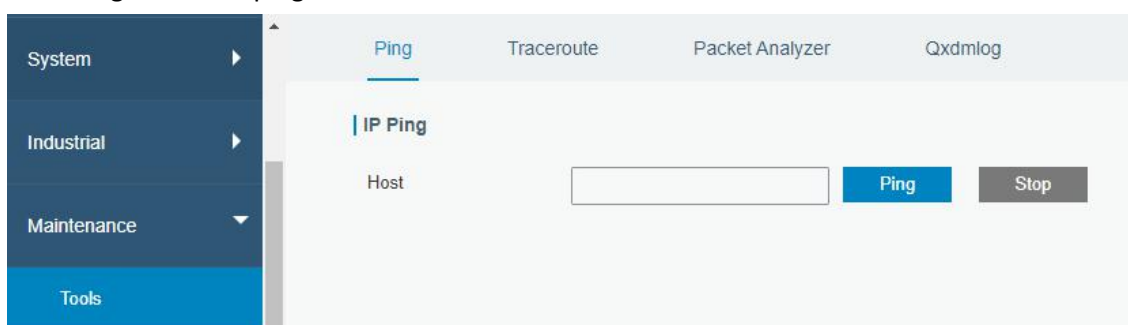 System
Industrial
Maintenance
Tools
Ping Traceroute Packet Analyzer Qxdmlog
IP Ping
Host Ping Stop